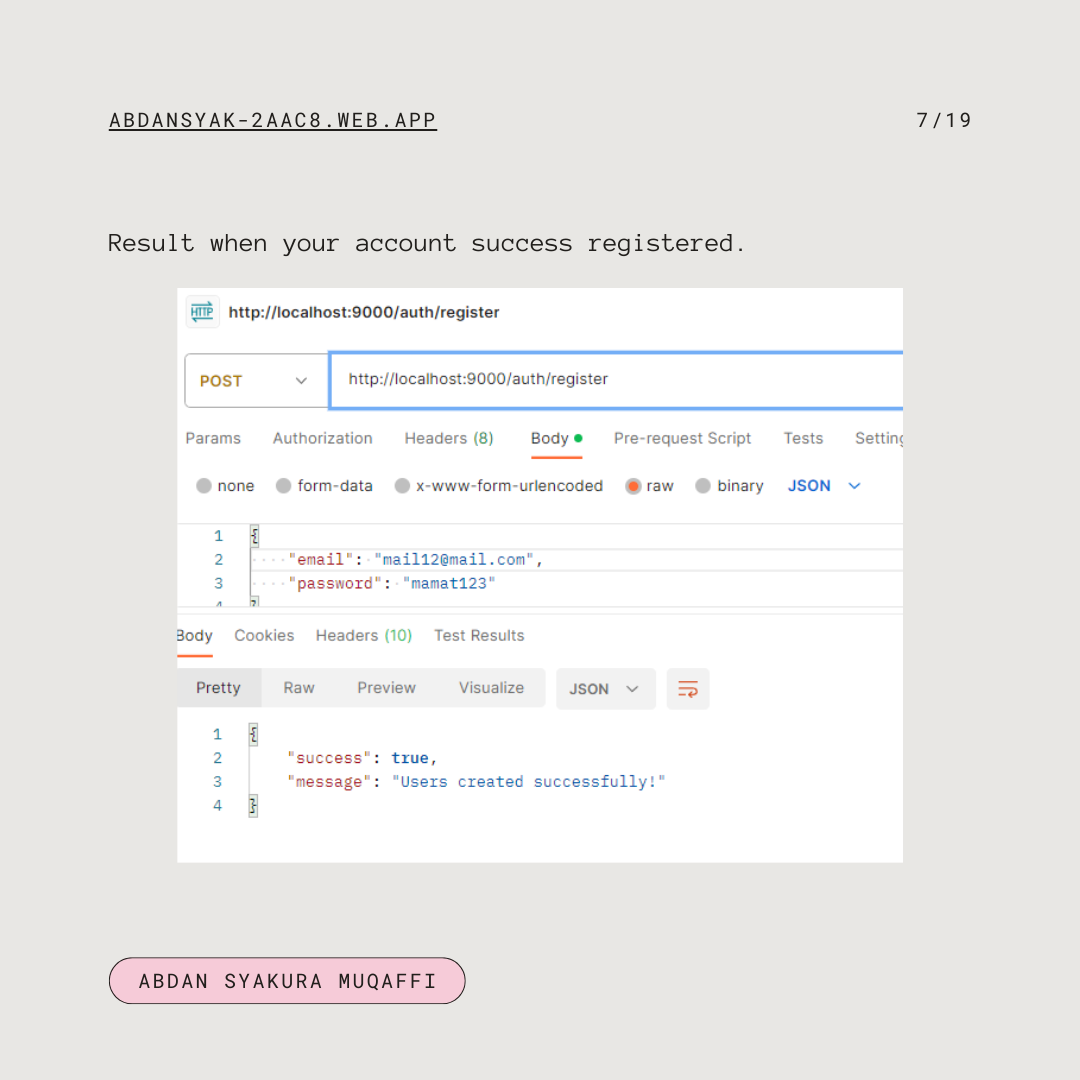 ABDANSYAK-2AAC8.WEB.APP
7/19
Result when your account success registered.
HTTP http://localhost:9000/auth/register
POST http://localhost:9000/auth/register
Params Authorization Headers (8) Body Pre-request Script Tests Setting
none form-data x-www-form-urlencoded raw binary JSON
1 {
2 "email": "mail12@mail.com",
3 "password": "mamat123"
4 }
Body Cookies Headers (10) Test Results
Pretty Raw Preview Visualize JSON
1 {
2 "success": true,
3 "message": "Users created successfully!"
4 }
ABDAN SYAKURA MUQAFFI